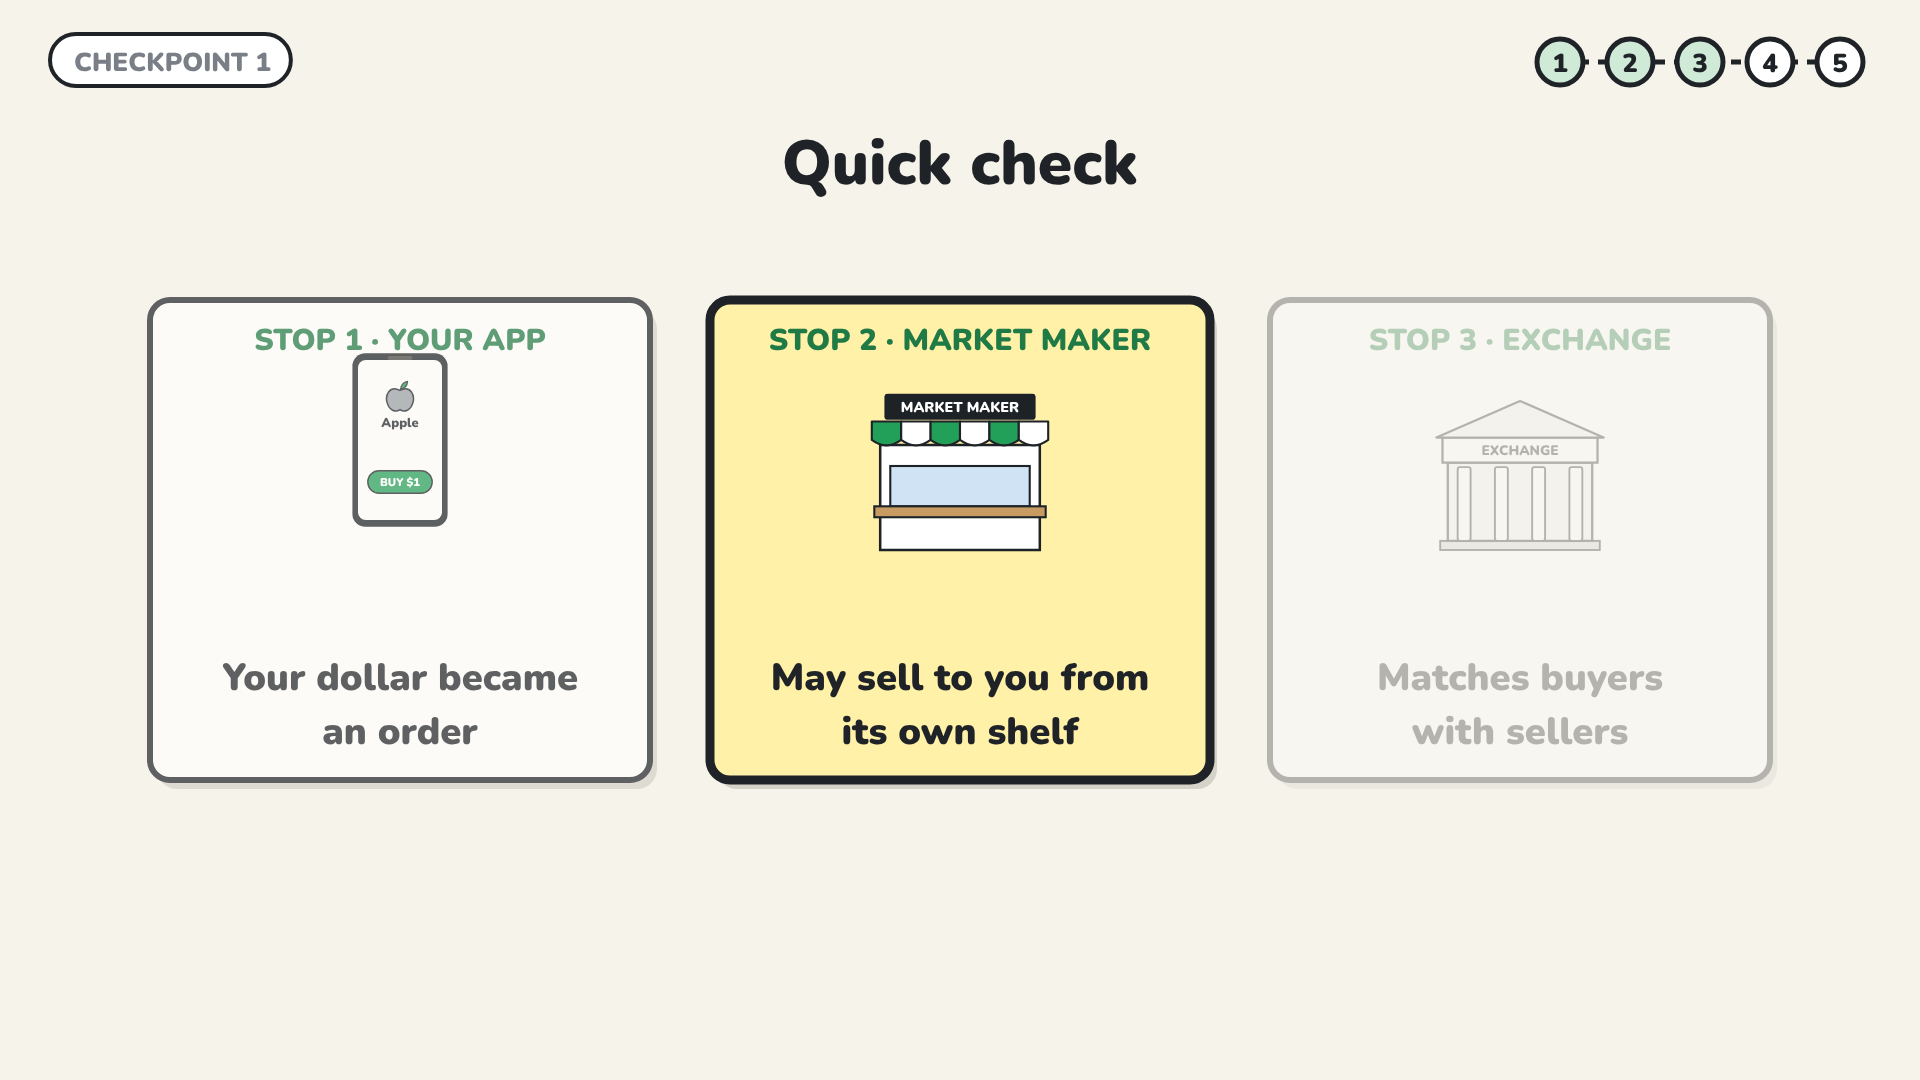 CHECKPOINT 1
1 2 3 4 5
Quick check
STOP 1 · YOUR APP
Apple
BUY $1
Your dollar became
an order
STOP 2 · MARKET MAKER
MARKET MAKER
May sell to you from
its own shelf
STOP 3 · EXCHANGE
EXCHANGE
Matches buyers
with sellers